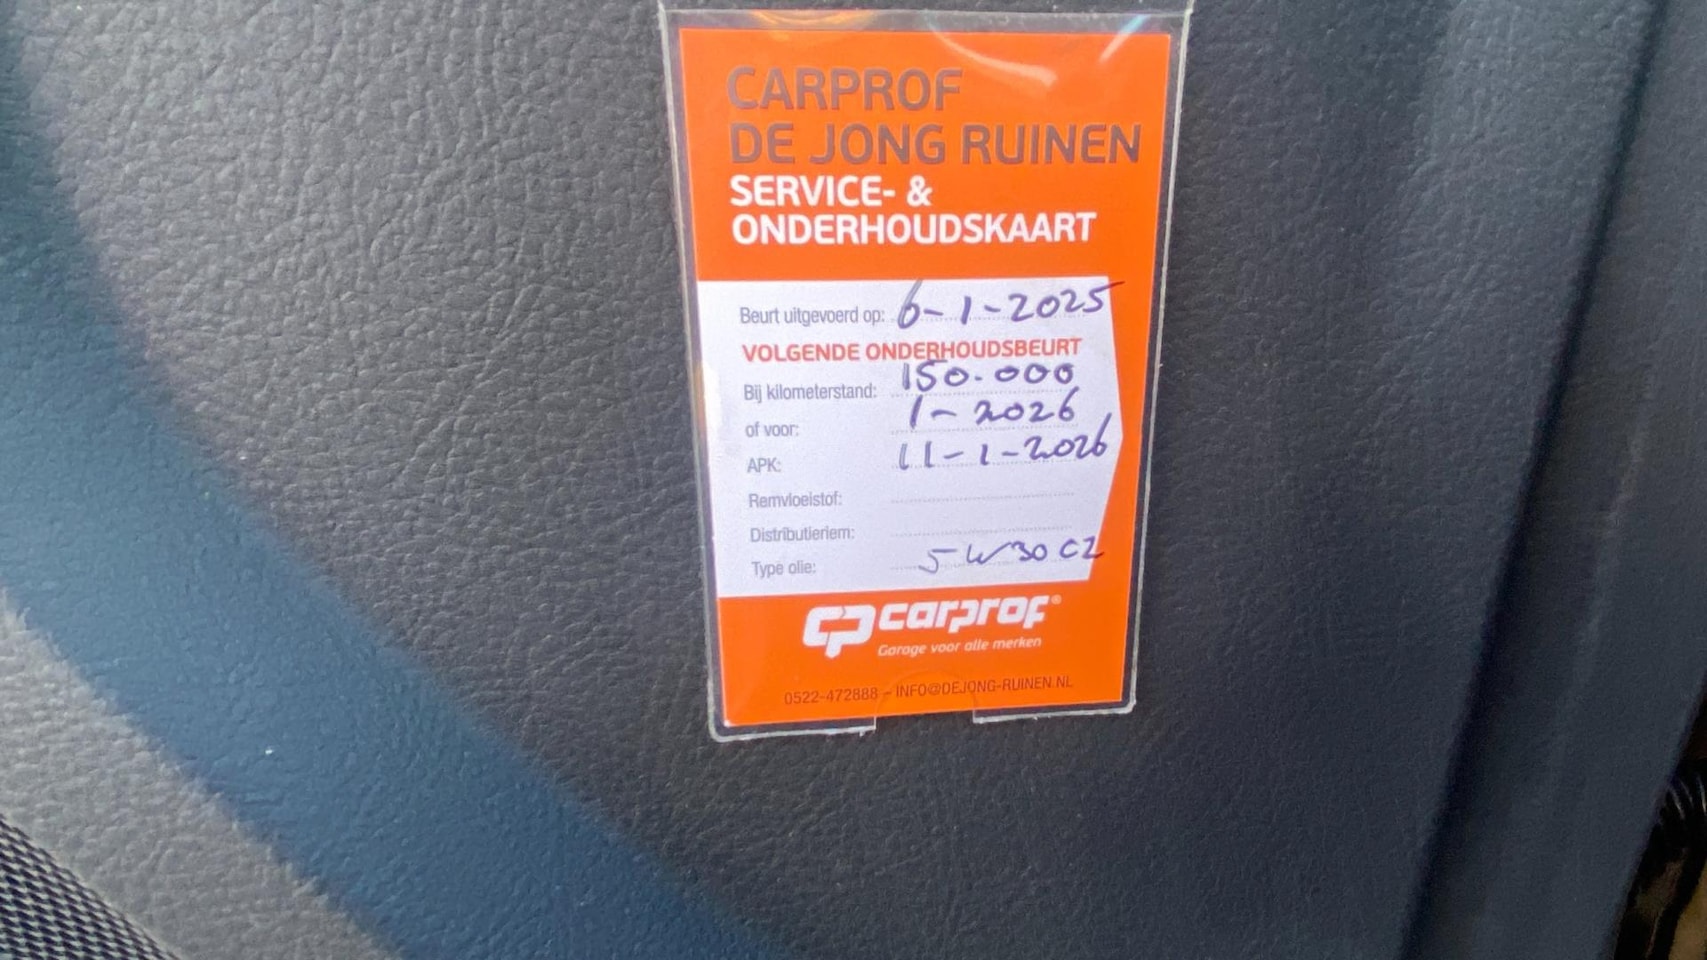 CARPROF
DE JONG RUINEN
SERVICE- &
ONDERHOUDSKAART
Beurt uitgevoerd op: 6-1-2025
VOLGENDE ONDERHOUDSBEURT
Bij kilometerstand: 150.000
of voor: 1-2026
APK: 11-1-2026
Remvloeistof:
Distributieriem:
Type olie: 5W30 C2
CP carprof®
Garage voor alle merken
0522-472888 - INFO@DEJONG-RUINEN.NL